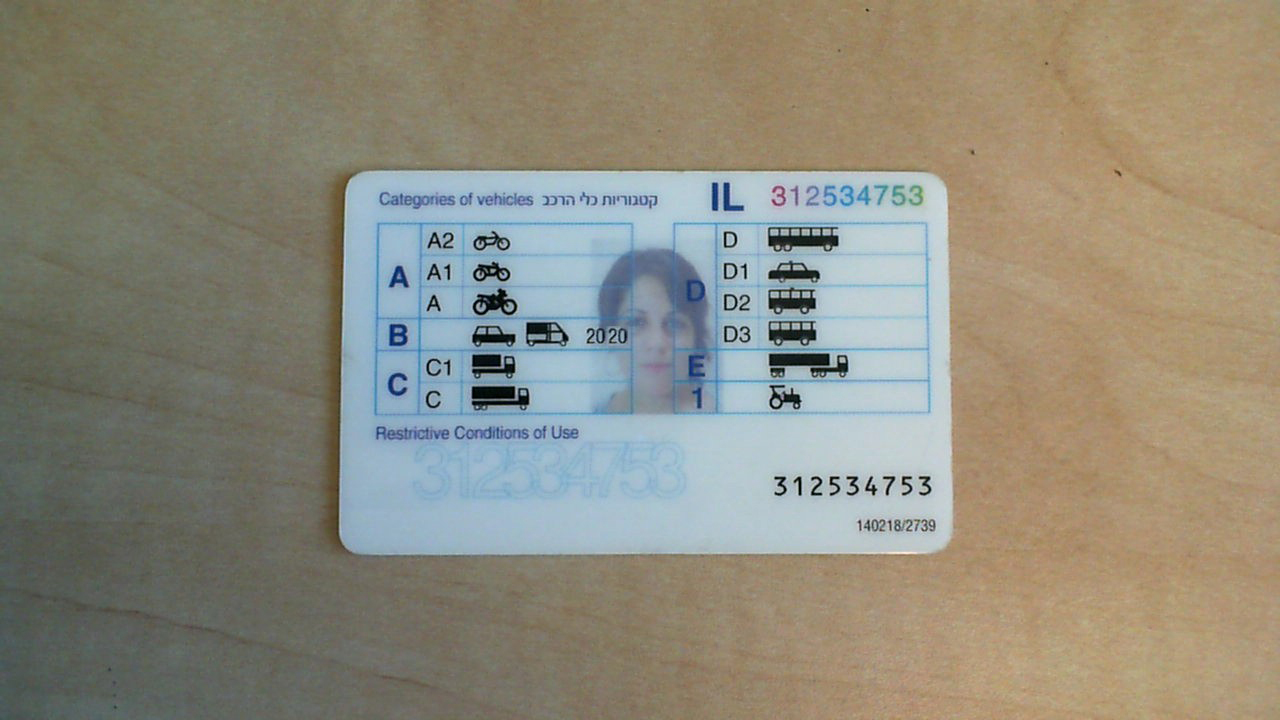 Categories of vehicles קטגוריות כלי הרכב
IL 312534753
A A2
A1
A
B 2020
C C1
C
D D
D1
D2
D3
E
1
Restrictive Conditions of Use
312534753
312534753
140218/2739